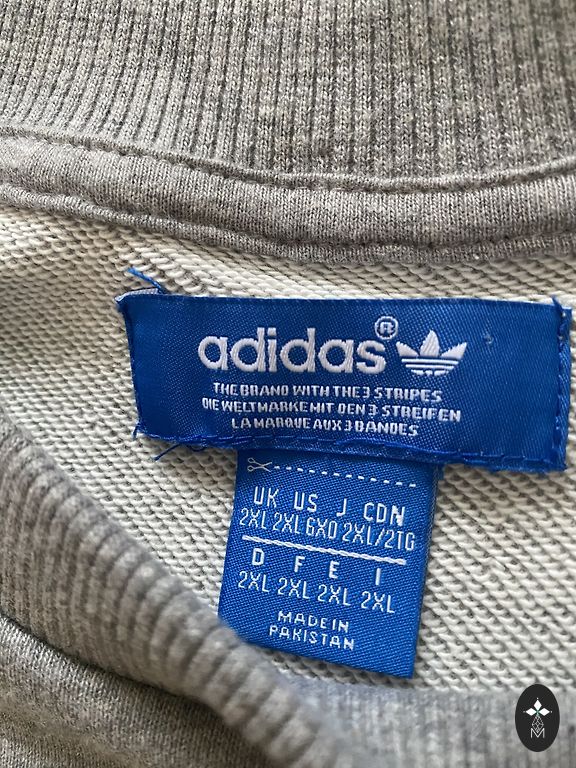 adidas®
THE BRAND WITH THE 3 STRIPES
DIE WELTMARKE MIT DEN 3 STREIFEN
LA MARQUE AUX 3 BANDES
UK US J CDN
2XL 2XL 6XO 2XL/2TG
D F E I
2XL 2XL 2XL 2XL
MADE IN
PAKISTAN
M